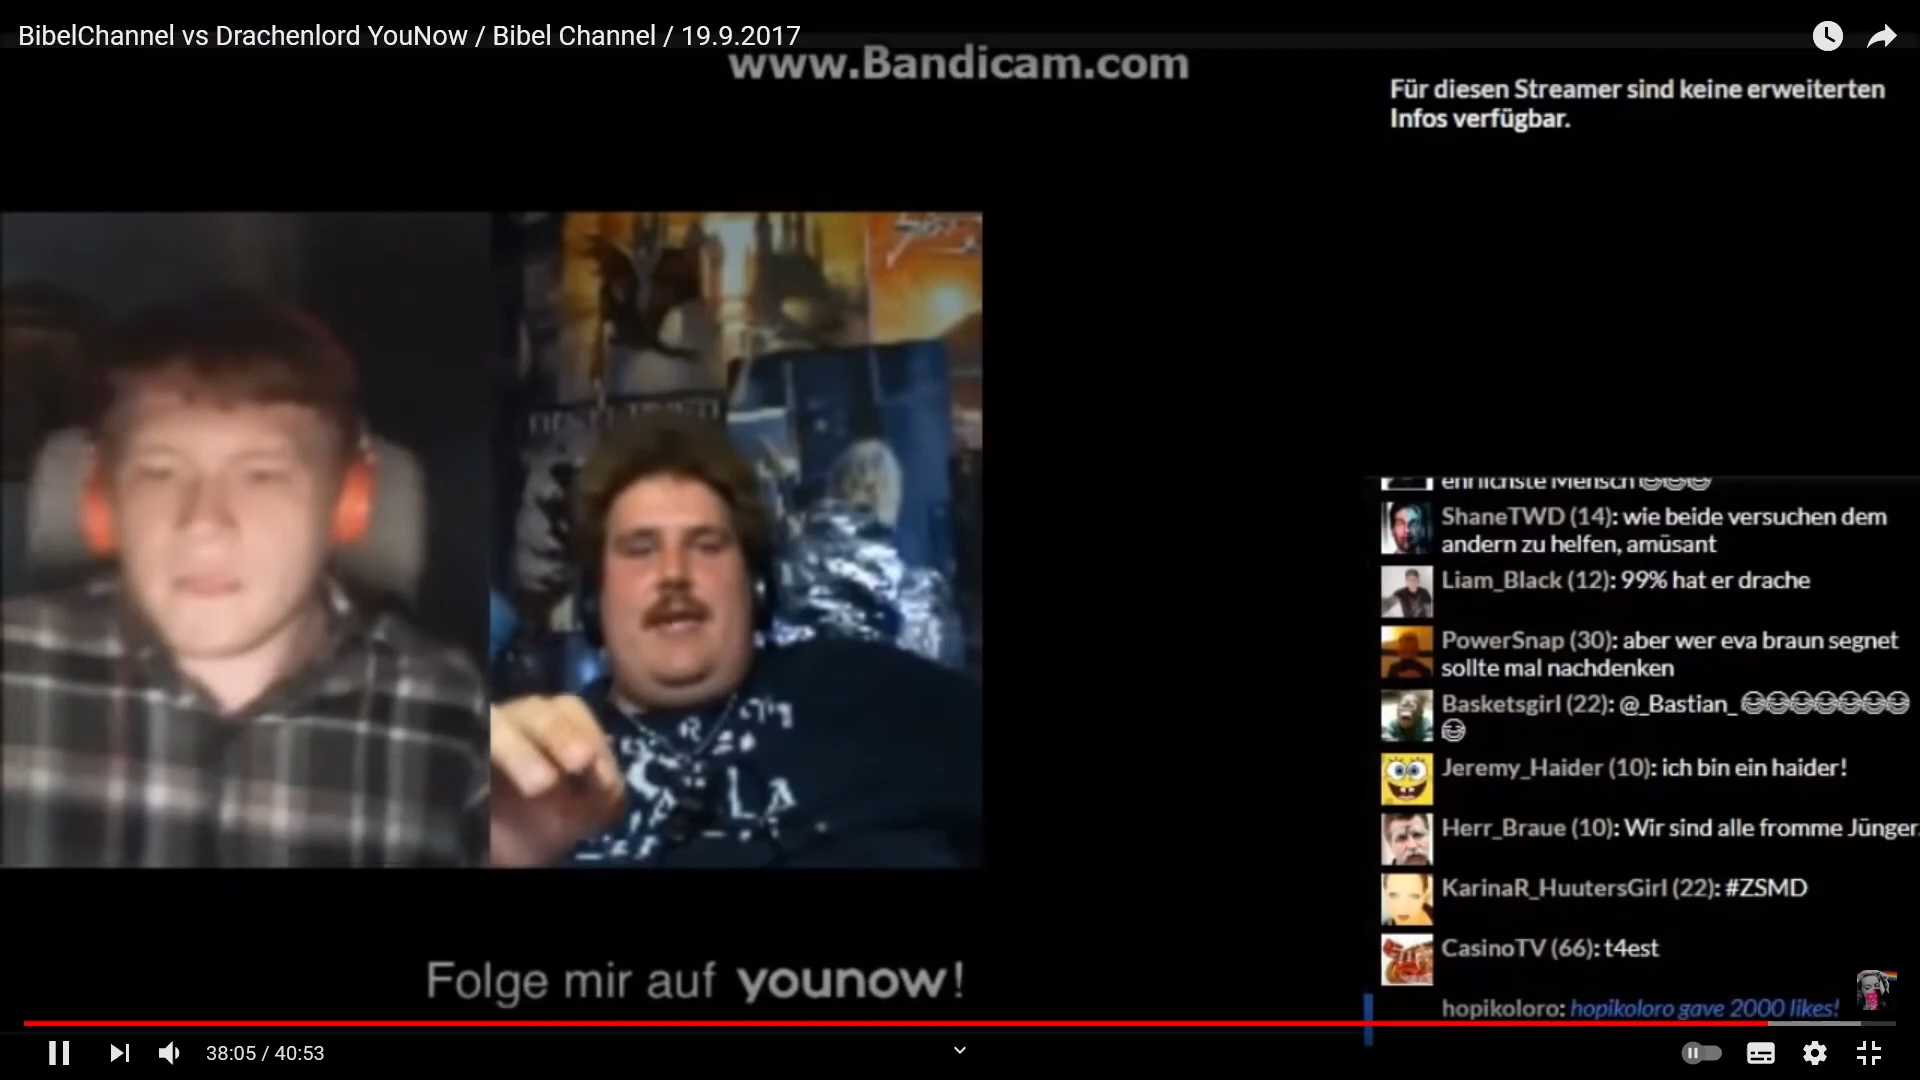 BibelChannel vs Drachenlord YouNow / Bibel Channel / 19.9.2017
www.Bandicam.com
Für diesen Streamer sind keine erweiterten
Infos verfügbar.
ehrlichste Mensch😂😂😂
ShaneTWD (14): wie beide versuchen dem
andern zu helfen, amüsant
Liam_Black (12): 99% hat er drache
PowerSnap (30): aber wer eva braun segnet
sollte mal nachdenken
Basketsgirl (22): @_Bastian_😂😂😂😂😂😂😂
😂
Jeremy_Haider (10): ich bin ein haider!
Herr_Braue (10): Wir sind alle fromme Jünger
KarinaR_HuutersGirl (22): #ZSMD
CasinoTV (66): t4est
hopikoloro: hopikoloro gave 2000 likes!
Folge mir auf younow!
38:05 / 40:53